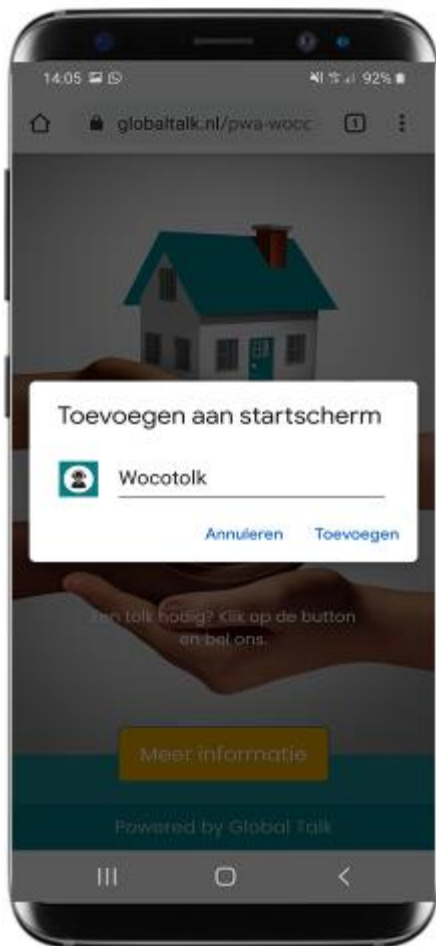 14:05 92%
globaltalk.nl/pwa-wocc 1
Toevoegen aan startscherm
Wocotolk
Annuleren Toevoegen
Een tolk nodig? Klik op de button
en bel ons.
Meer informatie
Powered by Global Talk